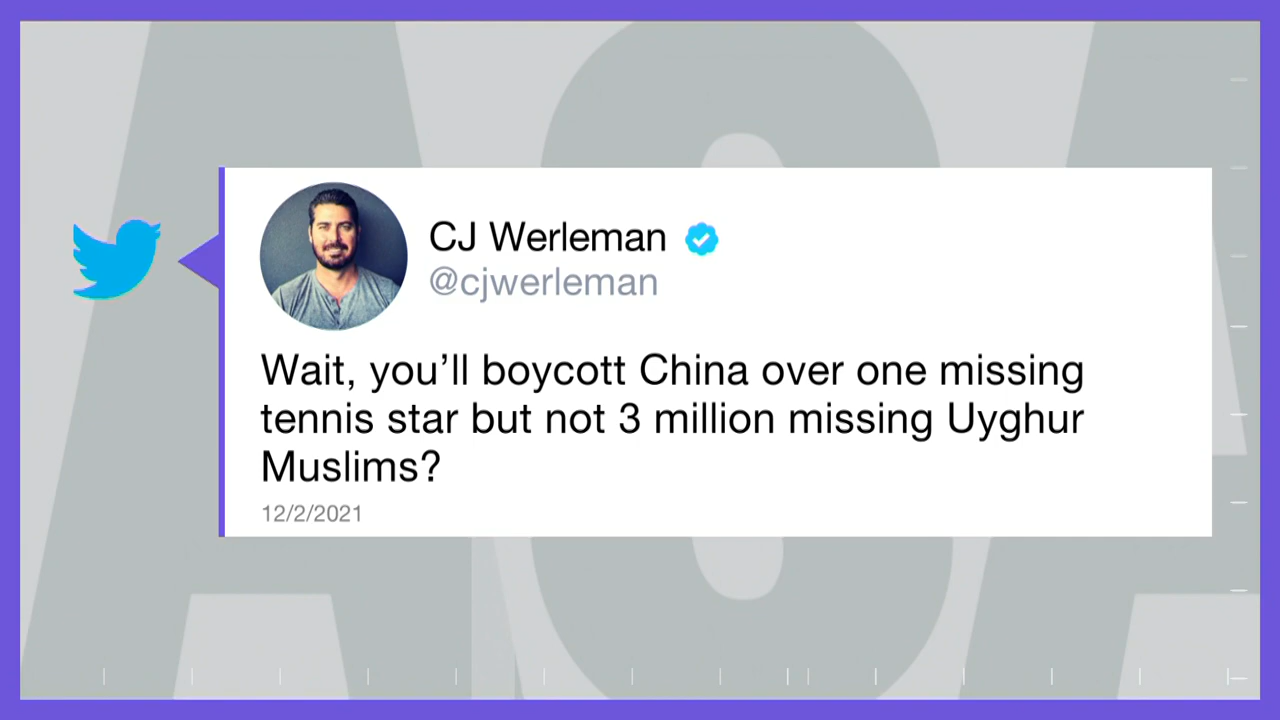 CJ Werleman
@cjwerleman
Wait, you’ll boycott China over one missing
tennis star but not 3 million missing Uyghur
Muslims?
12/2/2021